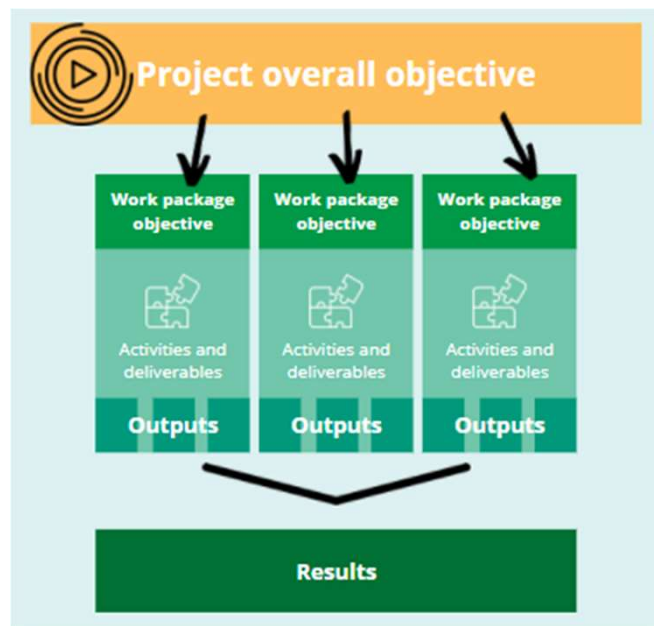 Project overall objective
Work package
objective
Work package
objective
Work package
objective
Activities and
deliverables
Activities and
deliverables
Activities and
deliverables
Outputs
Outputs
Outputs
Results